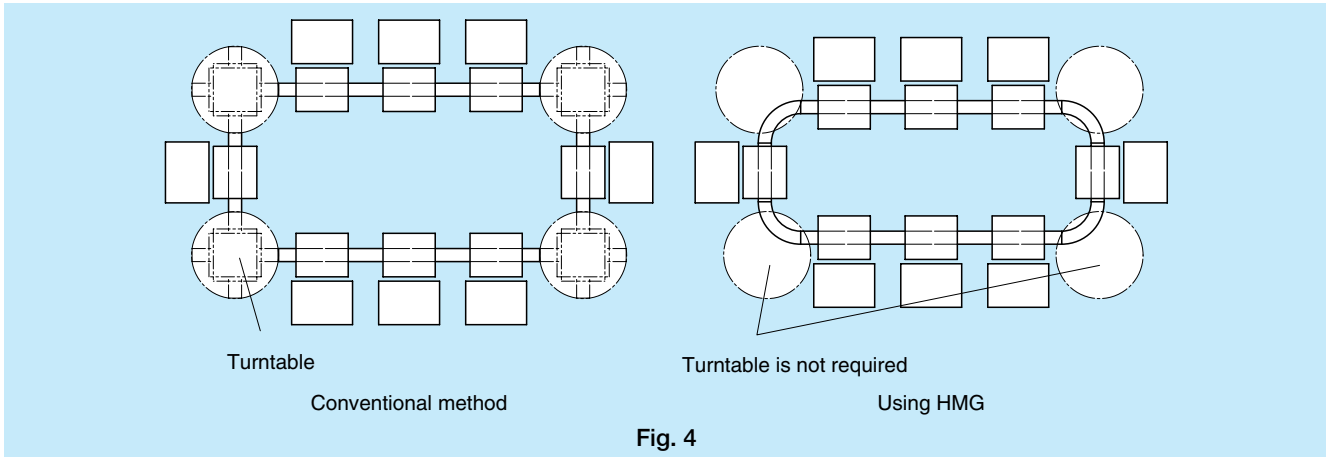 Turntable
Turntable is not required
Conventional method
Using HMG
Fig. 4